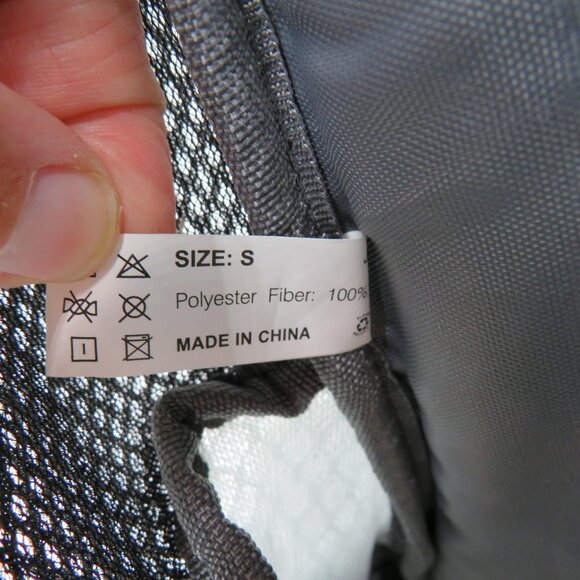 SIZE: S
Polyester Fiber: 100%
MADE IN CHINA